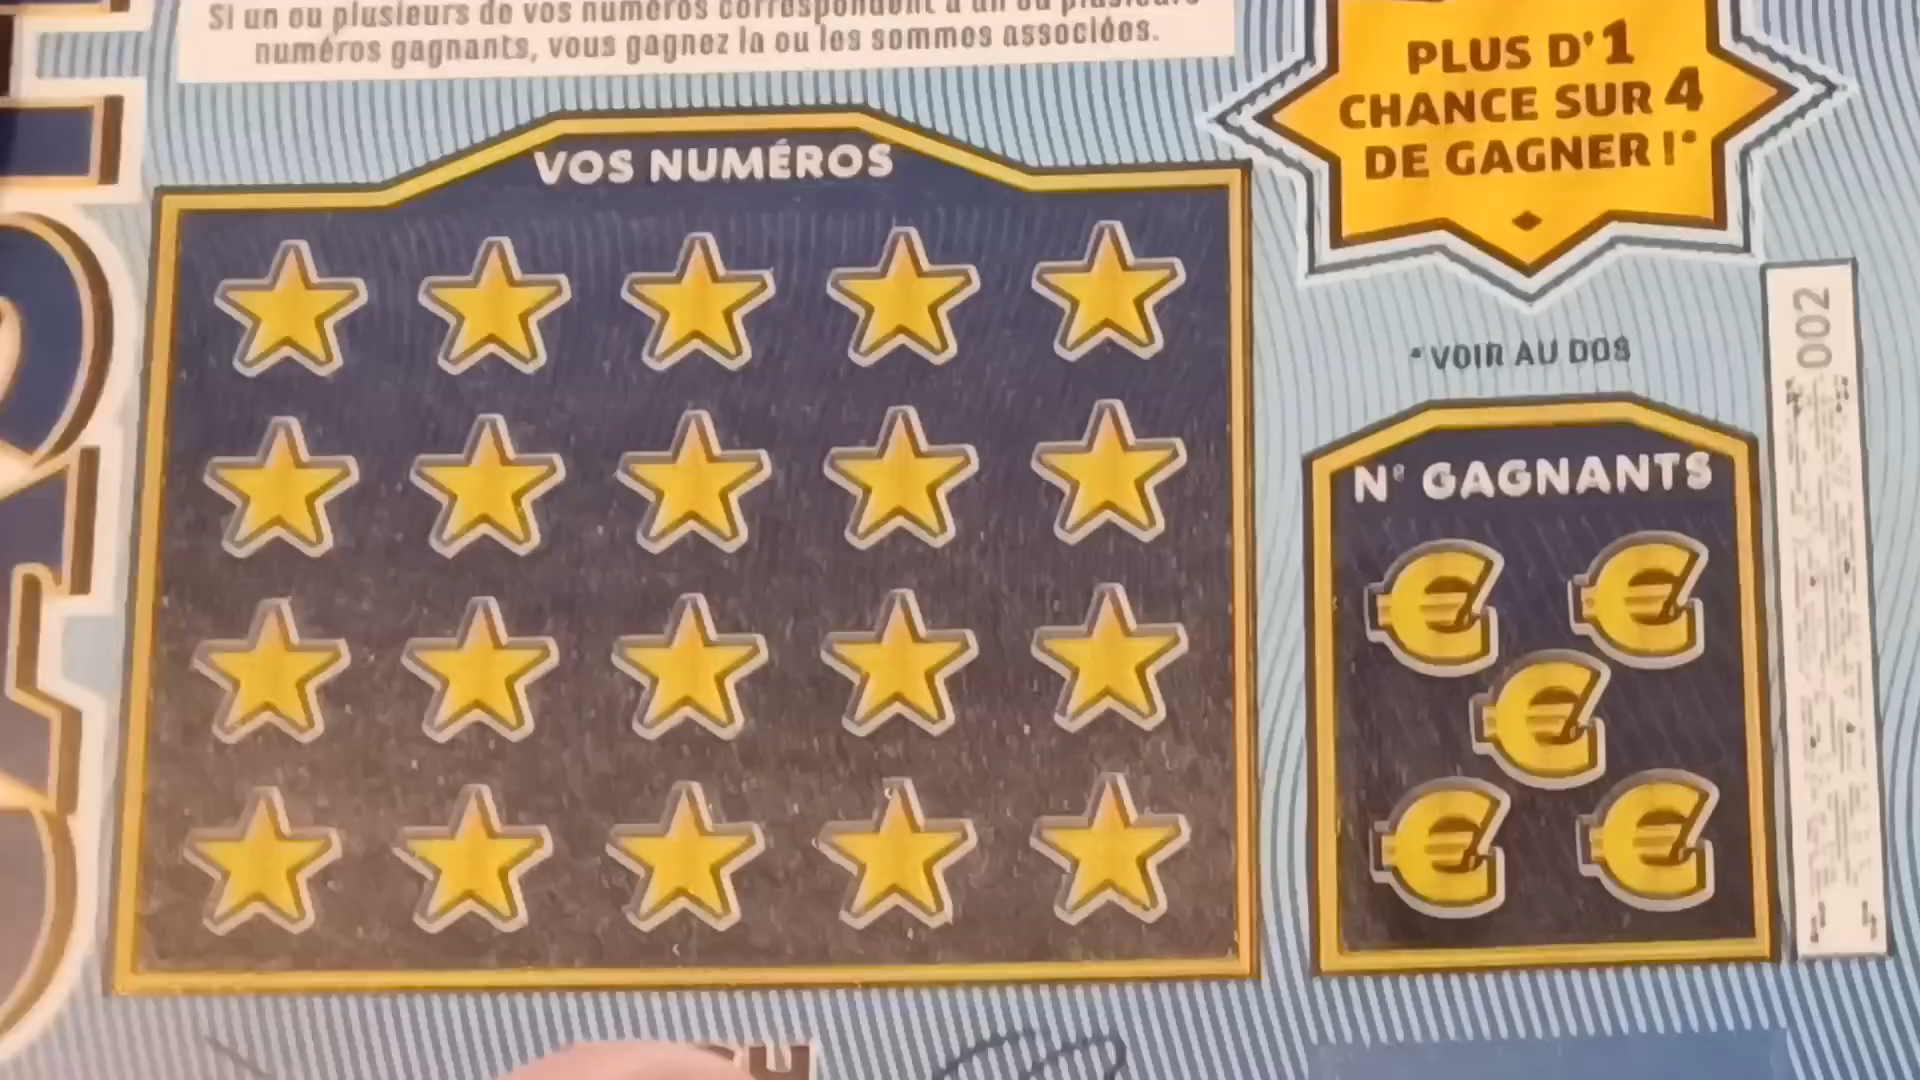 Si un ou plusieurs de vos numéros correspondent à un ou plusieurs
numéros gagnants, vous gagnez la ou les sommes associées.
PLUS D'1
CHANCE SUR 4
DE GAGNER !*
* VOIR AU DOS
VOS NUMÉROS
N° GAGNANTS
002